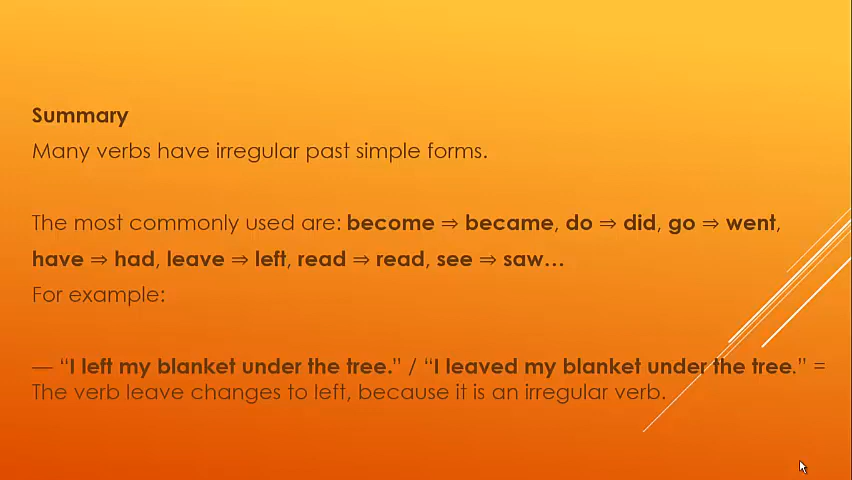 Summary
Many verbs have irregular past simple forms.
The most commonly used are: become ⇒ became, do ⇒ did, go ⇒ went,
have ⇒ had, leave ⇒ left, read ⇒ read, see ⇒ saw…
For example:
— “I left my blanket under the tree.” / “I leaved my blanket under the tree.” =
The verb leave changes to left, because it is an irregular verb.